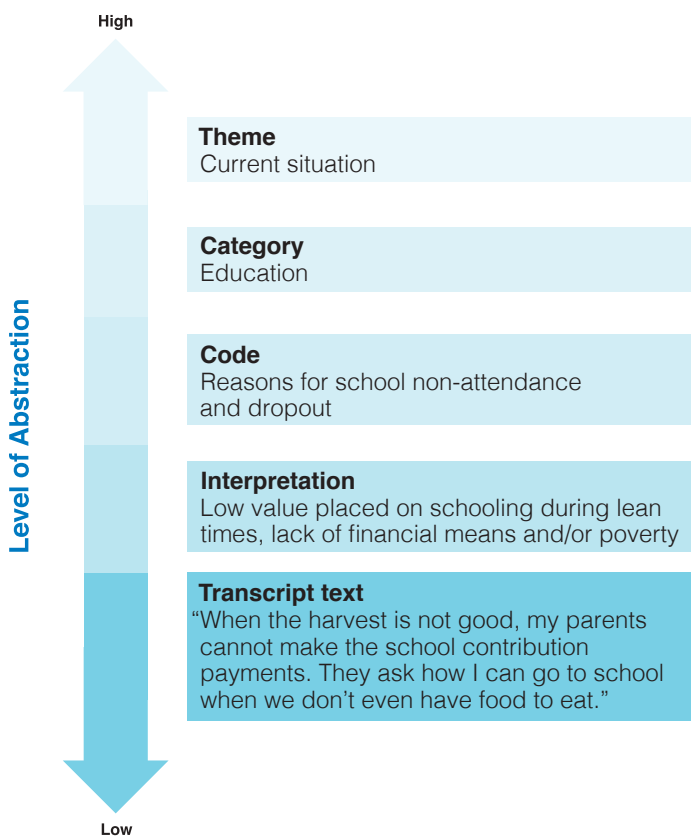 High
Theme
Current situation
Category
Education
Code
Reasons for school non-attendance
and dropout
Interpretation
Low value placed on schooling during lean
times, lack of financial means and/or poverty
Transcript text
“When the harvest is not good, my parents
cannot make the school contribution
payments. They ask how I can go to school
when we don’t even have food to eat.”
Level of Abstraction
Low